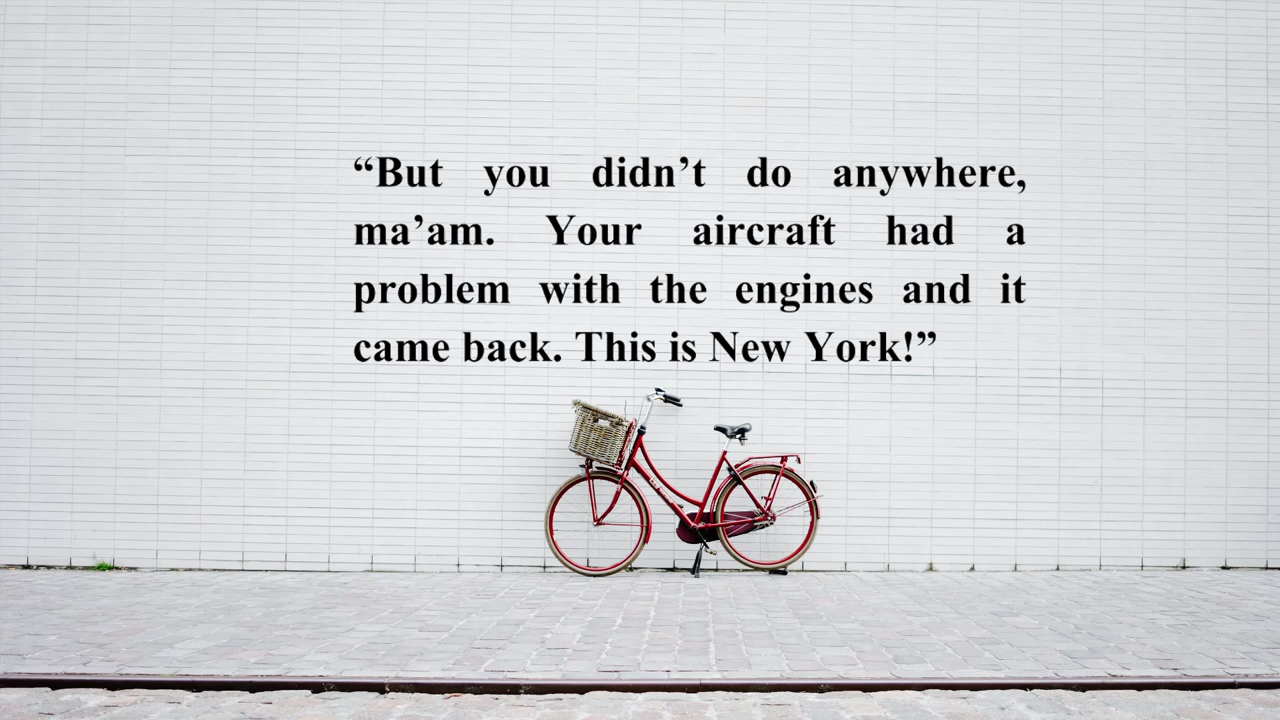 “But you didn’t do anywhere,
ma’am. Your aircraft had a
problem with the engines and it
came back. This is New York!”